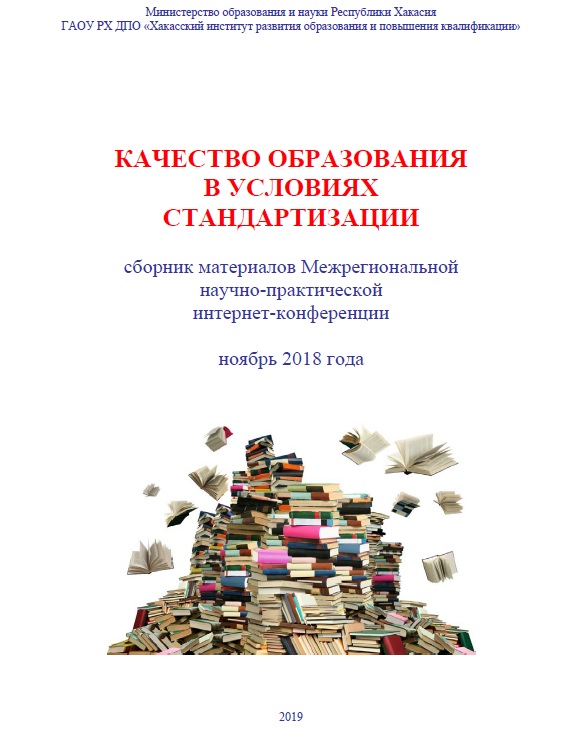 Министерство образования и науки Республики Хакасия
ГАОУ РХ ДПО «Хакасский институт развития образования и повышения квалификации»
КАЧЕСТВО ОБРАЗОВАНИЯ
В УСЛОВИЯХ
СТАНДАРТИЗАЦИИ
сборник материалов Межрегиональной
научно-практической
интернет-конференции
ноябрь 2018 года
2019